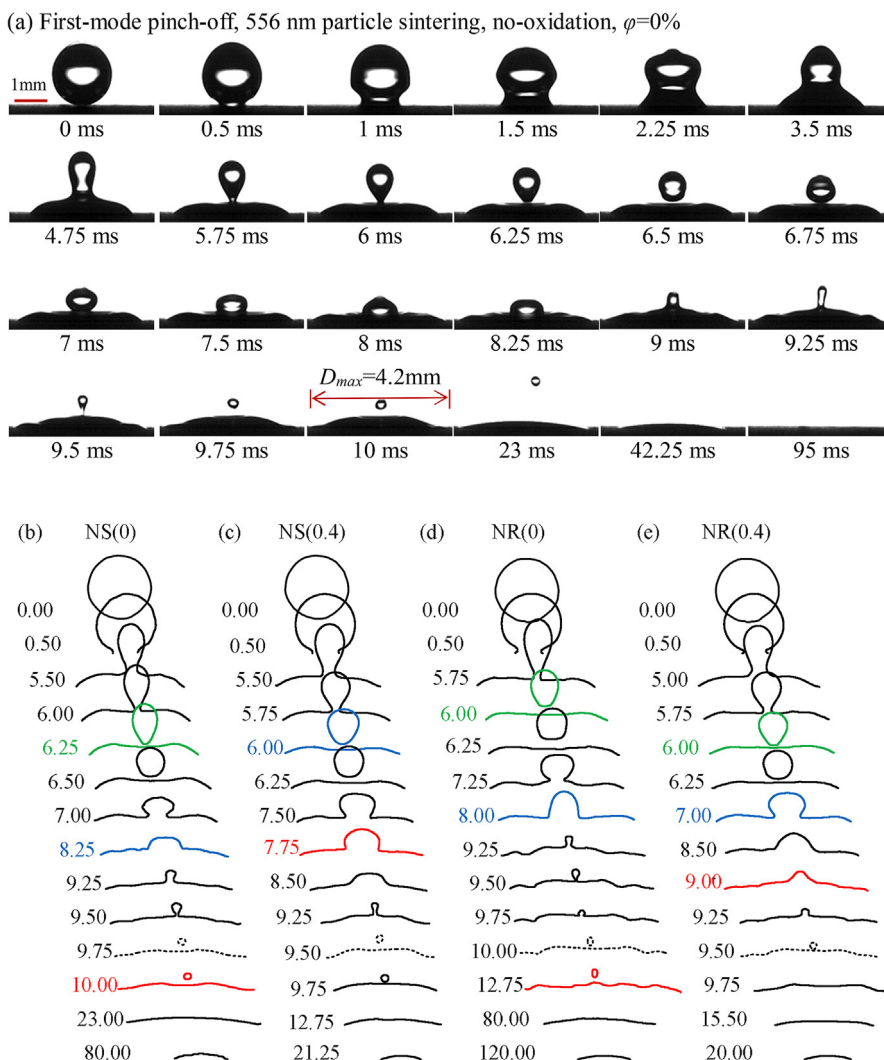 (a) First-mode pinch-off, 556 nm particle sintering, no-oxidation, φ=0%
1mm
0 ms 0.5 ms 1 ms 1.5 ms 2.25 ms 3.5 ms
4.75 ms 5.75 ms 6 ms 6.25 ms 6.5 ms 6.75 ms
7 ms 7.5 ms 8 ms 8.25 ms 9 ms 9.25 ms
Dmax=4.2mm
9.5 ms 9.75 ms 10 ms 23 ms 42.25 ms 95 ms
(b) NS(0) (c) NS(0.4) (d) NR(0) (e) NR(0.4)
0.00 0.00 0.00 0.00
0.50 0.50 0.50 0.50
5.50 5.50 5.75 5.00
6.00 5.75 6.00 5.75
6.25 6.00 6.25 6.00
6.50 6.25 7.25 6.25
7.00 7.50 8.00 7.00
8.25 7.75 9.25 8.50
9.25 8.50 9.50 9.00
9.50 9.25 9.75 9.25
9.75 9.50 10.00 9.50
10.00 9.75 12.75 9.75
23.00 12.75 80.00 15.50
80.00 21.25 120.00 20.00